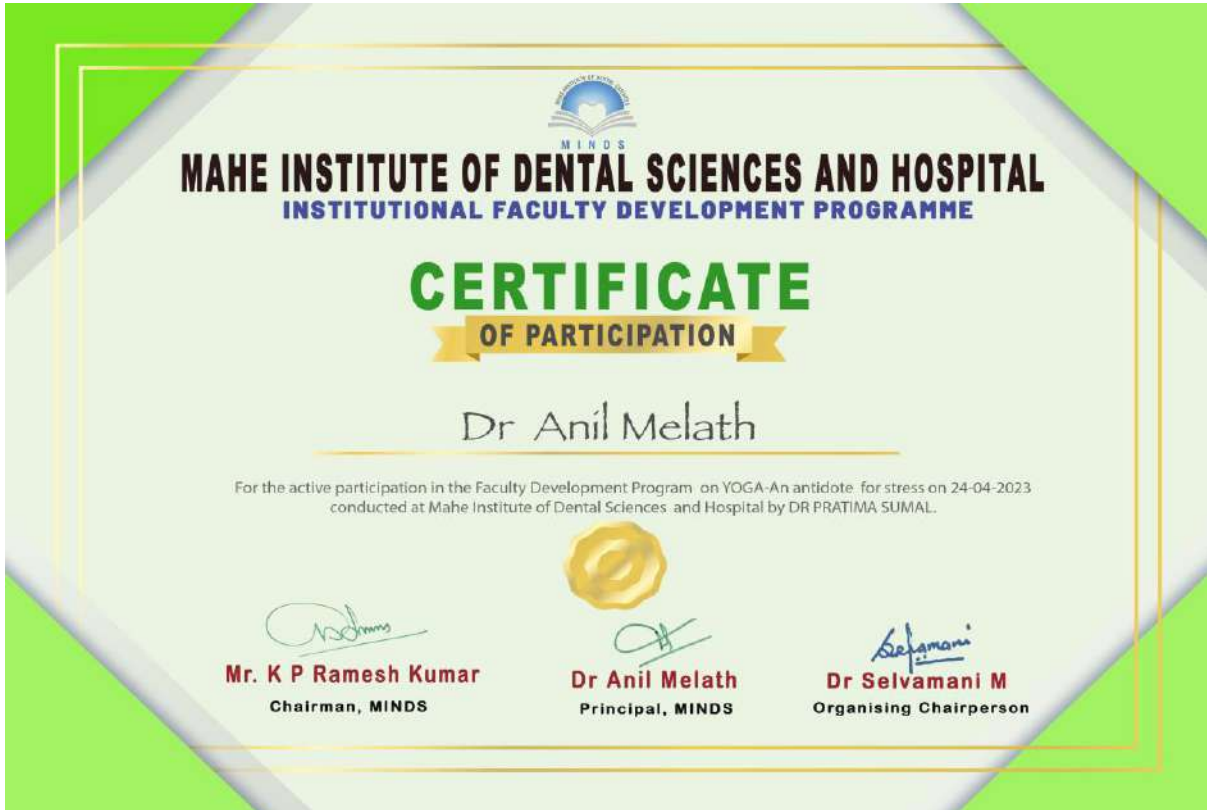 MINDS
MAHE INSTITUTE OF DENTAL SCIENCES AND HOSPITAL
INSTITUTIONAL FACULTY DEVELOPMENT PROGRAMME
CERTIFICATE
OF PARTICIPATION
Dr Anil Melath
For the active participation in the Faculty Development Program on YOGA-An antidote for stress on 24-04-2023
conducted at Mahe Institute of Dental Sciences and Hospital by DR PRATIMA SUMAL.
Selvamani
Mr. K P Ramesh Kumar
Dr Anil Melath
Dr Selvamani M
Chairman, MINDS
Principal, MINDS
Organising Chairperson